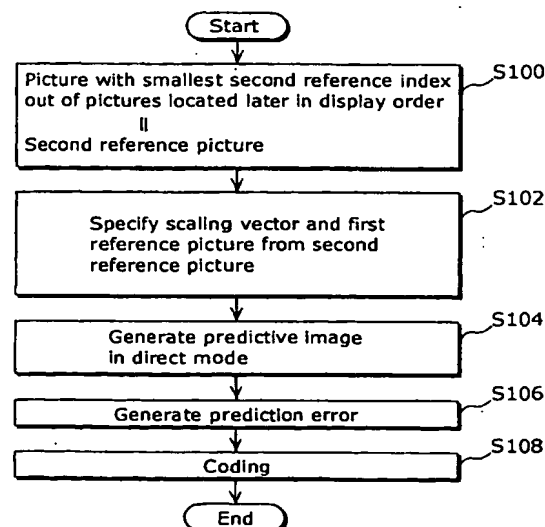 Start
Picture with smallest second reference index
out of pictures located later in display order
||
Second reference picture
S100
Specify scaling vector and first
reference picture from second
reference picture
S102
Generate predictive image
in direct mode
S104
Generate prediction error
S106
Coding
S108
End